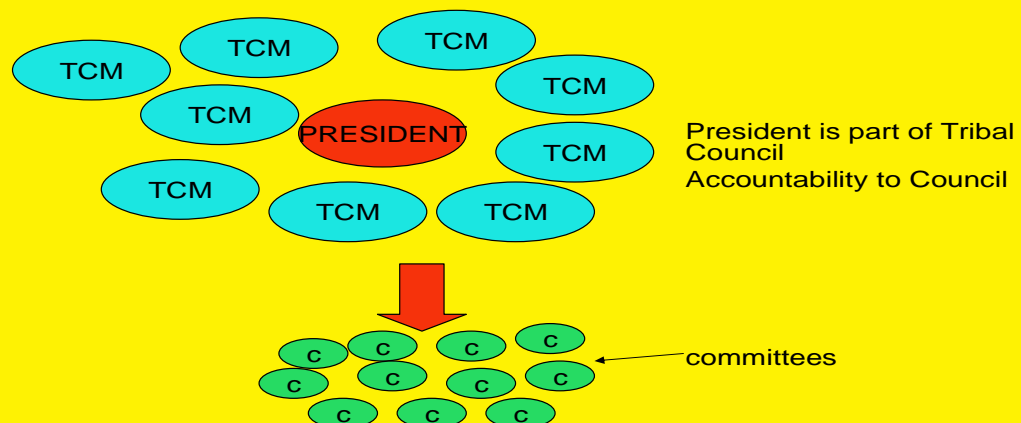 TCM
TCM
TCM
TCM
TCM
TCM
PRESIDENT
TCM
TCM
TCM
TCM
President is part of Tribal
Council
Accountability to Council
c
c
c
c
c
c
c
c
c
c
c
committees